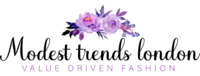 Modest trends london
VALUE DRIVEN FASHION